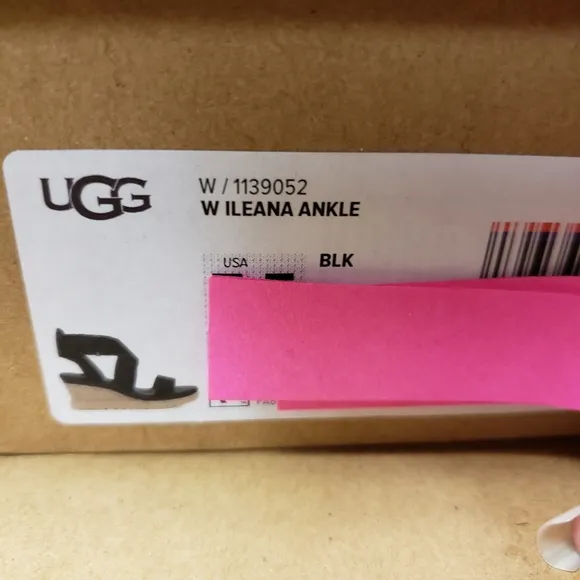 UGG
W / 1139052
W ILEANA ANKLE
USA
BLK